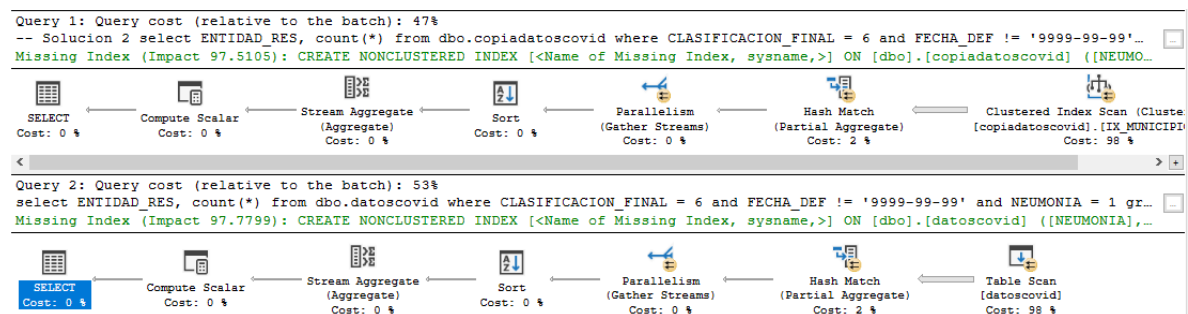 Query 1: Query cost (relative to the batch): 47%
-- Solucion 2 select ENTIDAD_RES, count(*) from dbo.copiadatoscovid where CLASIFICACION_FINAL = 6 and FECHA_DEF != '9999-99-99'…
Missing Index (Impact 97.5105): CREATE NONCLUSTERED INDEX [<Name of Missing Index, sysname,>] ON [dbo].[copiadatoscovid] ([NEUMO…
SELECT
Cost: 0 %
Compute Scalar
Cost: 0 %
Stream Aggregate
(Aggregate)
Cost: 0 %
Sort
Cost: 0 %
Parallelism
(Gather Streams)
Cost: 0 %
Hash Match
(Partial Aggregate)
Cost: 2 %
Clustered Index Scan (Cluste
[copiadatoscovid].[IX_MUNICIPI
Cost: 98 %
Query 2: Query cost (relative to the batch): 53%
select ENTIDAD_RES, count(*) from dbo.datoscovid where CLASIFICACION_FINAL = 6 and FECHA_DEF != '9999-99-99' and NEUMONIA = 1 gr…
Missing Index (Impact 97.7799): CREATE NONCLUSTERED INDEX [<Name of Missing Index, sysname,>] ON [dbo].[datoscovid] ([NEUMONIA],…
SELECT
Cost: 0 %
Compute Scalar
Cost: 0 %
Stream Aggregate
(Aggregate)
Cost: 0 %
Sort
Cost: 0 %
Parallelism
(Gather Streams)
Cost: 0 %
Hash Match
(Partial Aggregate)
Cost: 2 %
Table Scan
[datoscovid]
Cost: 98 %